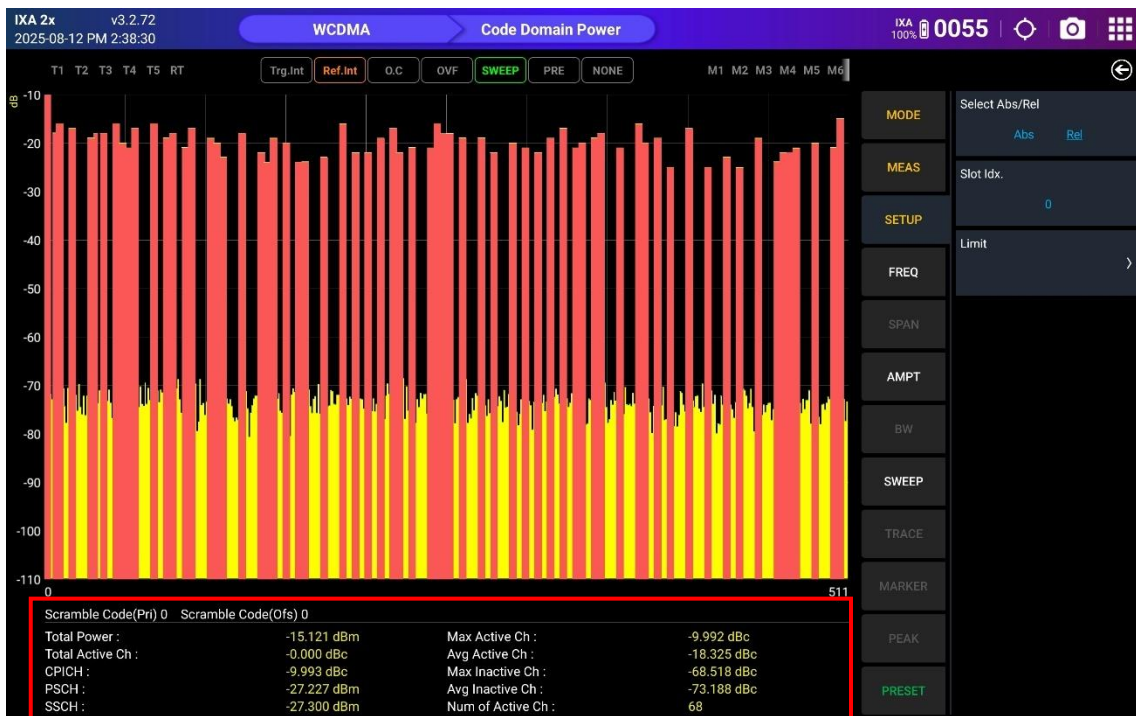 IXA 2x v3.2.72
2025-08-12 PM 2:38:30
WCDMA
Code Domain Power
IXA
100%
0055
T1 T2 T3 T4 T5 RT
Trg.Int
Ref.Int
O.C
OVF
SWEEP
PRE
NONE
M1 M2 M3 M4 M5 M6
dB
-10
-20
-30
-40
-50
-60
-70
-80
-90
-100
-110
0
511
Scramble Code(Pri) 0 Scramble Code(Ofs) 0
Total Power : -15.121 dBm Max Active Ch : -9.992 dBc
Total Active Ch : -0.000 dBc Avg Active Ch : -18.325 dBc
CPICH : -9.993 dBc Max Inactive Ch : -68.518 dBc
PSCH : -27.227 dBm Avg Inactive Ch : -73.188 dBc
SSCH : -27.300 dBm Num of Active Ch : 68
MODE
MEAS
SETUP
FREQ
SPAN
AMPT
BW
SWEEP
TRACE
MARKER
PEAK
PRESET
Select Abs/Rel
Abs Rel
Slot Idx.
0
Limit